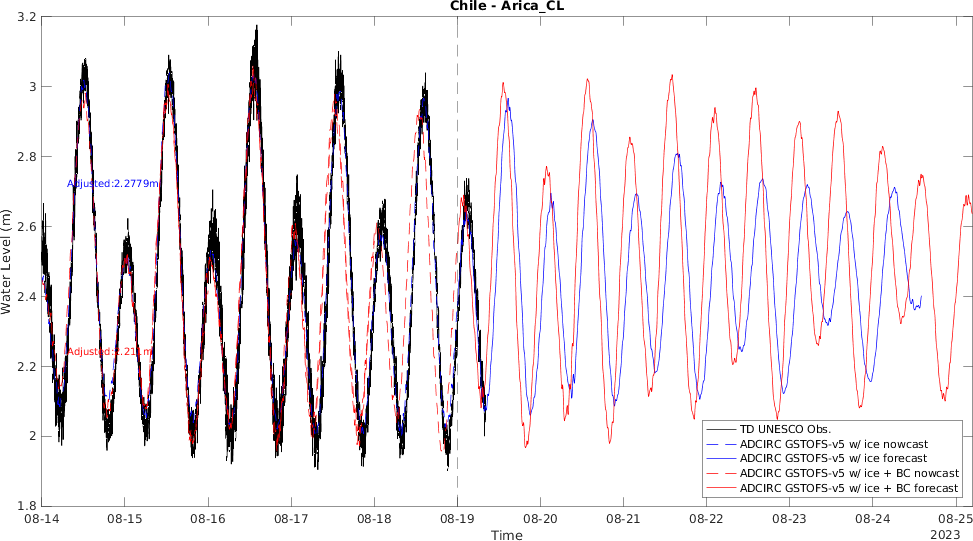 Chile - Arica_CL
3.2
3
2.8
2.6
2.4
2.2
2
1.8
Water Level (m)
Adjusted:2.2779m
TD UNESCO Obs.
ADCIRC GSTOFS-v5 w/ ice nowcast
ADCIRC GSTOFS-v5 w/ ice forecast
ADCIRC GSTOFS-v5 w/ ice + BC nowcast
ADCIRC GSTOFS-v5 w/ ice + BC forecast
08-14 08-15 08-16 08-17 08-18 08-19 08-20 08-21 08-22 08-23 08-24 08-25
Time
2023